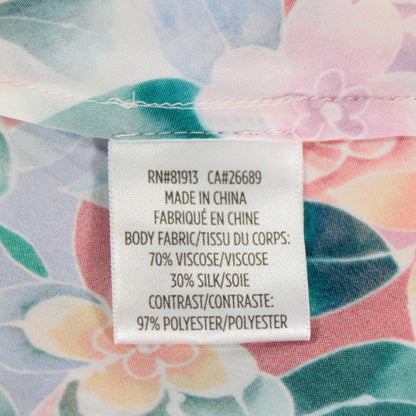 RN#81913 CA#26689
MADE IN CHINA
FABRIQUÉ EN CHINE
BODY FABRIC/TISSU DU CORPS:
70% VISCOSE/VISCOSE
30% SILK/SOIE
CONTRAST/CONTRASTE:
97% POLYESTER/POLYESTER